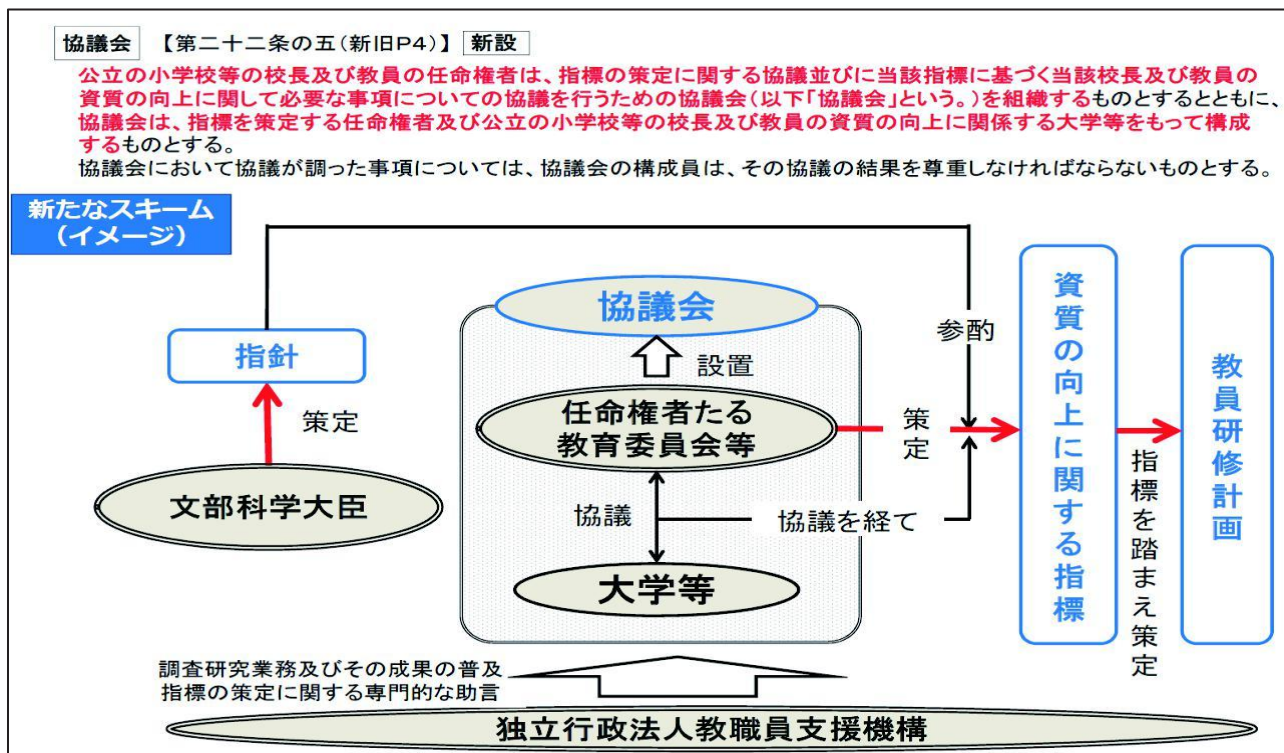 協議会 【第二十二条の五(新旧P4)】 新設
公立の小学校等の校長及び教員の任命権者は、指標の策定に関する協議並びに当該指標に基づく当該校長及び教員の
資質の向上に関して必要な事項についての協議を行うための協議会(以下「協議会」という。)を組織するものとするとともに、
協議会は、指標を策定する任命権者及び公立の小学校等の校長及び教員の資質の向上に関係する大学等をもって構成
するものとする。
協議会において協議が調った事項については、協議会の構成員は、その協議の結果を尊重しなければならないものとする。
新たなスキーム
(イメージ)
指針
策定
文部科学大臣
協議会
設置
任命権者たる
教育委員会等
協議
大学等
策定
協議を経て
参酌
資質の向上に関する指標
指標を踏まえ策定
教員研修計画
調査研究業務及びその成果の普及
指標の策定に関する専門的な助言
独立行政法人教職員支援機構